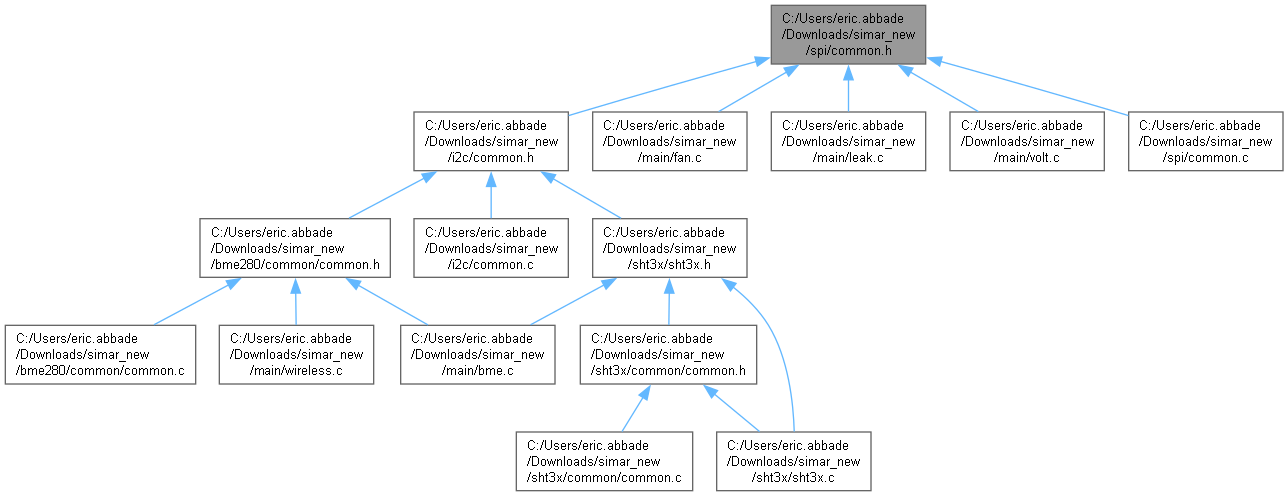 C:/Users/eric.abbade
/Downloads/simar_new
/spi/common.h
C:/Users/eric.abbade
/Downloads/simar_new
/i2c/common.h
C:/Users/eric.abbade
/Downloads/simar_new
/main/fan.c
C:/Users/eric.abbade
/Downloads/simar_new
/main/leak.c
C:/Users/eric.abbade
/Downloads/simar_new
/main/volt.c
C:/Users/eric.abbade
/Downloads/simar_new
/spi/common.c
C:/Users/eric.abbade
/Downloads/simar_new
/bme280/common/common.h
C:/Users/eric.abbade
/Downloads/simar_new
/i2c/common.c
C:/Users/eric.abbade
/Downloads/simar_new
/sht3x/sht3x.h
C:/Users/eric.abbade
/Downloads/simar_new
/bme280/common/common.c
C:/Users/eric.abbade
/Downloads/simar_new
/main/wireless.c
C:/Users/eric.abbade
/Downloads/simar_new
/main/bme.c
C:/Users/eric.abbade
/Downloads/simar_new
/sht3x/common/common.h
C:/Users/eric.abbade
/Downloads/simar_new
/sht3x/common/common.c
C:/Users/eric.abbade
/Downloads/simar_new
/sht3x/sht3x.c